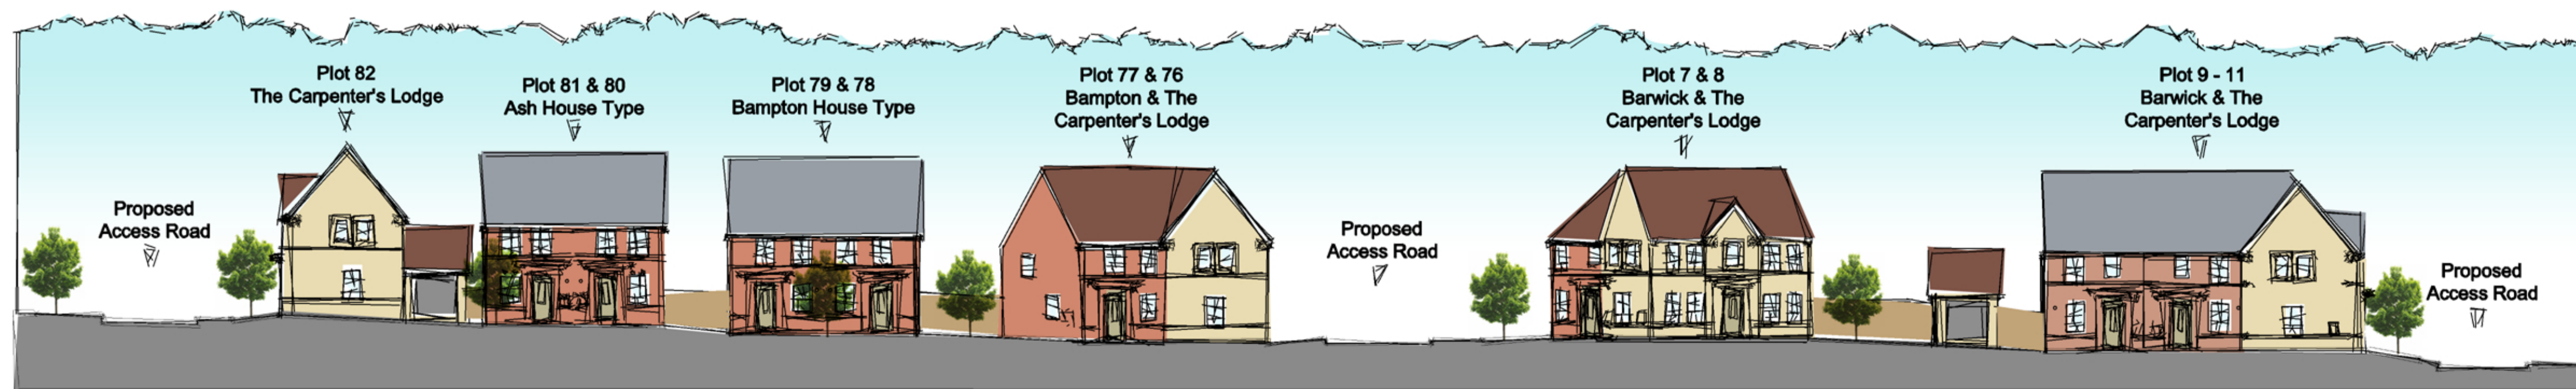 Plot 82
The Carpenter's Lodge
Plot 81 & 80
Ash House Type
Plot 79 & 78
Bampton House Type
Plot 77 & 76
Bampton & The
Carpenter's Lodge
Plot 7 & 8
Barwick & The
Carpenter's Lodge
Plot 9 - 11
Barwick & The
Carpenter's Lodge
Proposed
Access Road
Proposed
Access Road
Proposed
Access Road